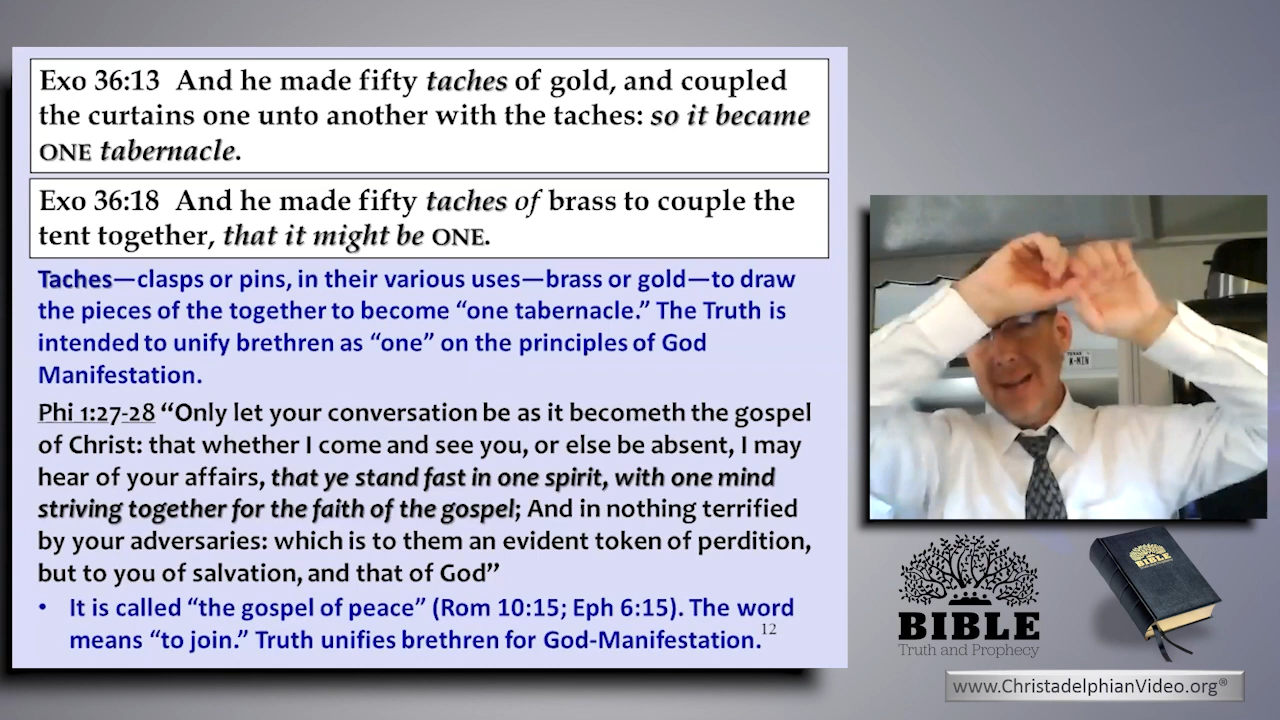 Exo 36:13 And he made fifty taches of gold, and coupled
the curtains one unto another with the taches: so it became
ONE tabernacle.
Exo 36:18 And he made fifty taches of brass to couple the
tent together, that it might be ONE.
Taches—clasps or pins, in their various uses—brass or gold—to draw
the pieces of the together to become “one tabernacle.” The Truth is
intended to unify brethren as “one” on the principles of God
Manifestation.
Phi 1:27-28 “Only let your conversation be as it becometh the gospel
of Christ: that whether I come and see you, or else be absent, I may
hear of your affairs, that ye stand fast in one spirit, with one mind
striving together for the faith of the gospel; And in nothing terrified
by your adversaries: which is to them an evident token of perdition,
but to you of salvation, and that of God”
• It is called “the gospel of peace” (Rom 10:15; Eph 6:15). The word
means “to join.” Truth unifies brethren for God-Manifestation.
12
TEXAS
K-MIN
BIBLE
Truth and Prophecy
BIBLE
www.ChristadelphianVideo.org®